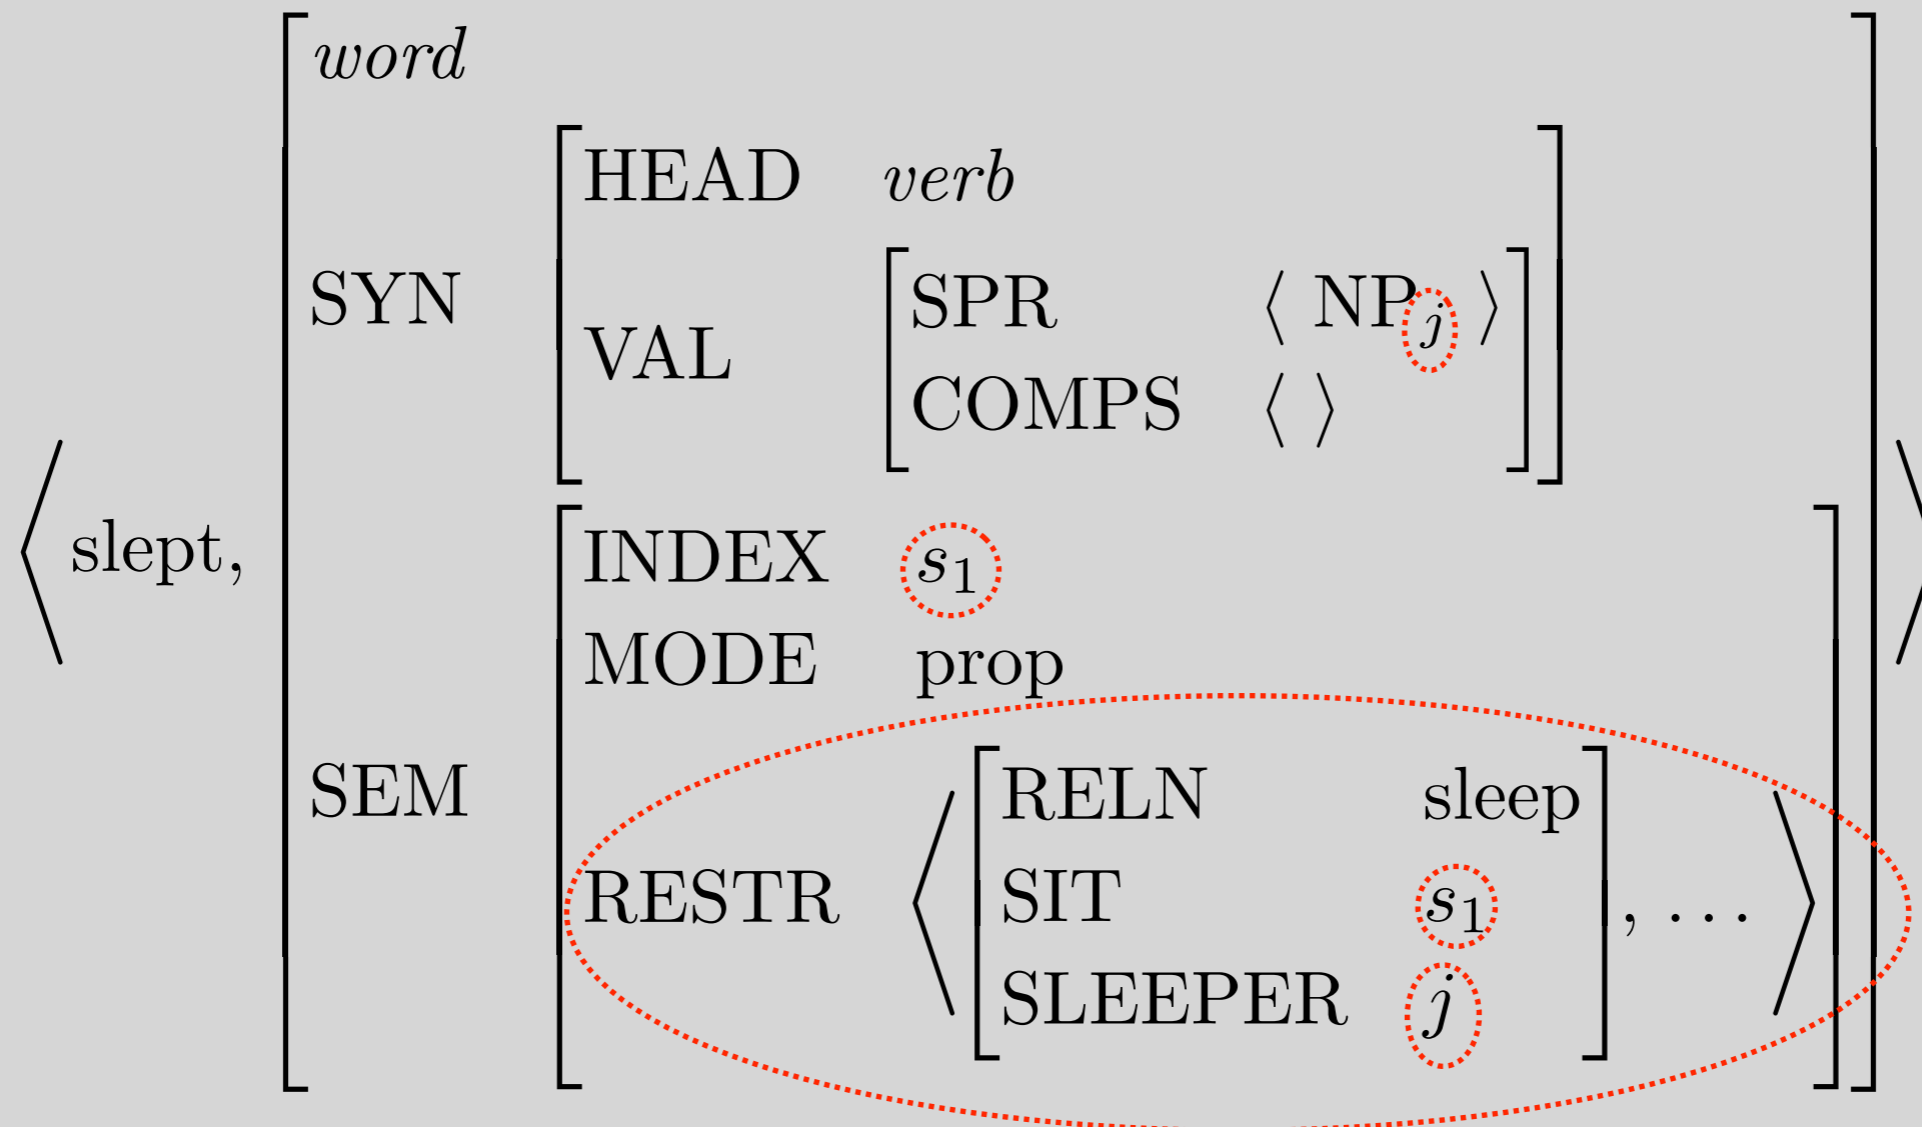 word
HEAD verb
SYN
VAL
SPR ⟨ NPⱼ ⟩
COMPS ⟨ ⟩
⟨ slept,
INDEX s₁
MODE prop
SEM
RESTR
RELN sleep
SIT s₁
, …
SLEEPER j